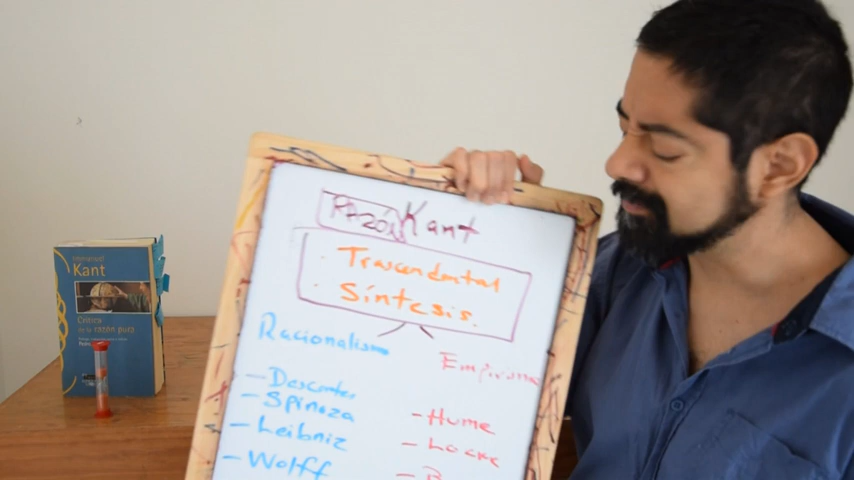 Immanuel
Kant
Crítica
de la razón pura
RAZÓN Kant
· Trascendental
· Síntesis.
Racionalismo
- Descartes
- Spinoza
- Leibniz
- Wolff
Empirismo
- Hume
- Locke
- B